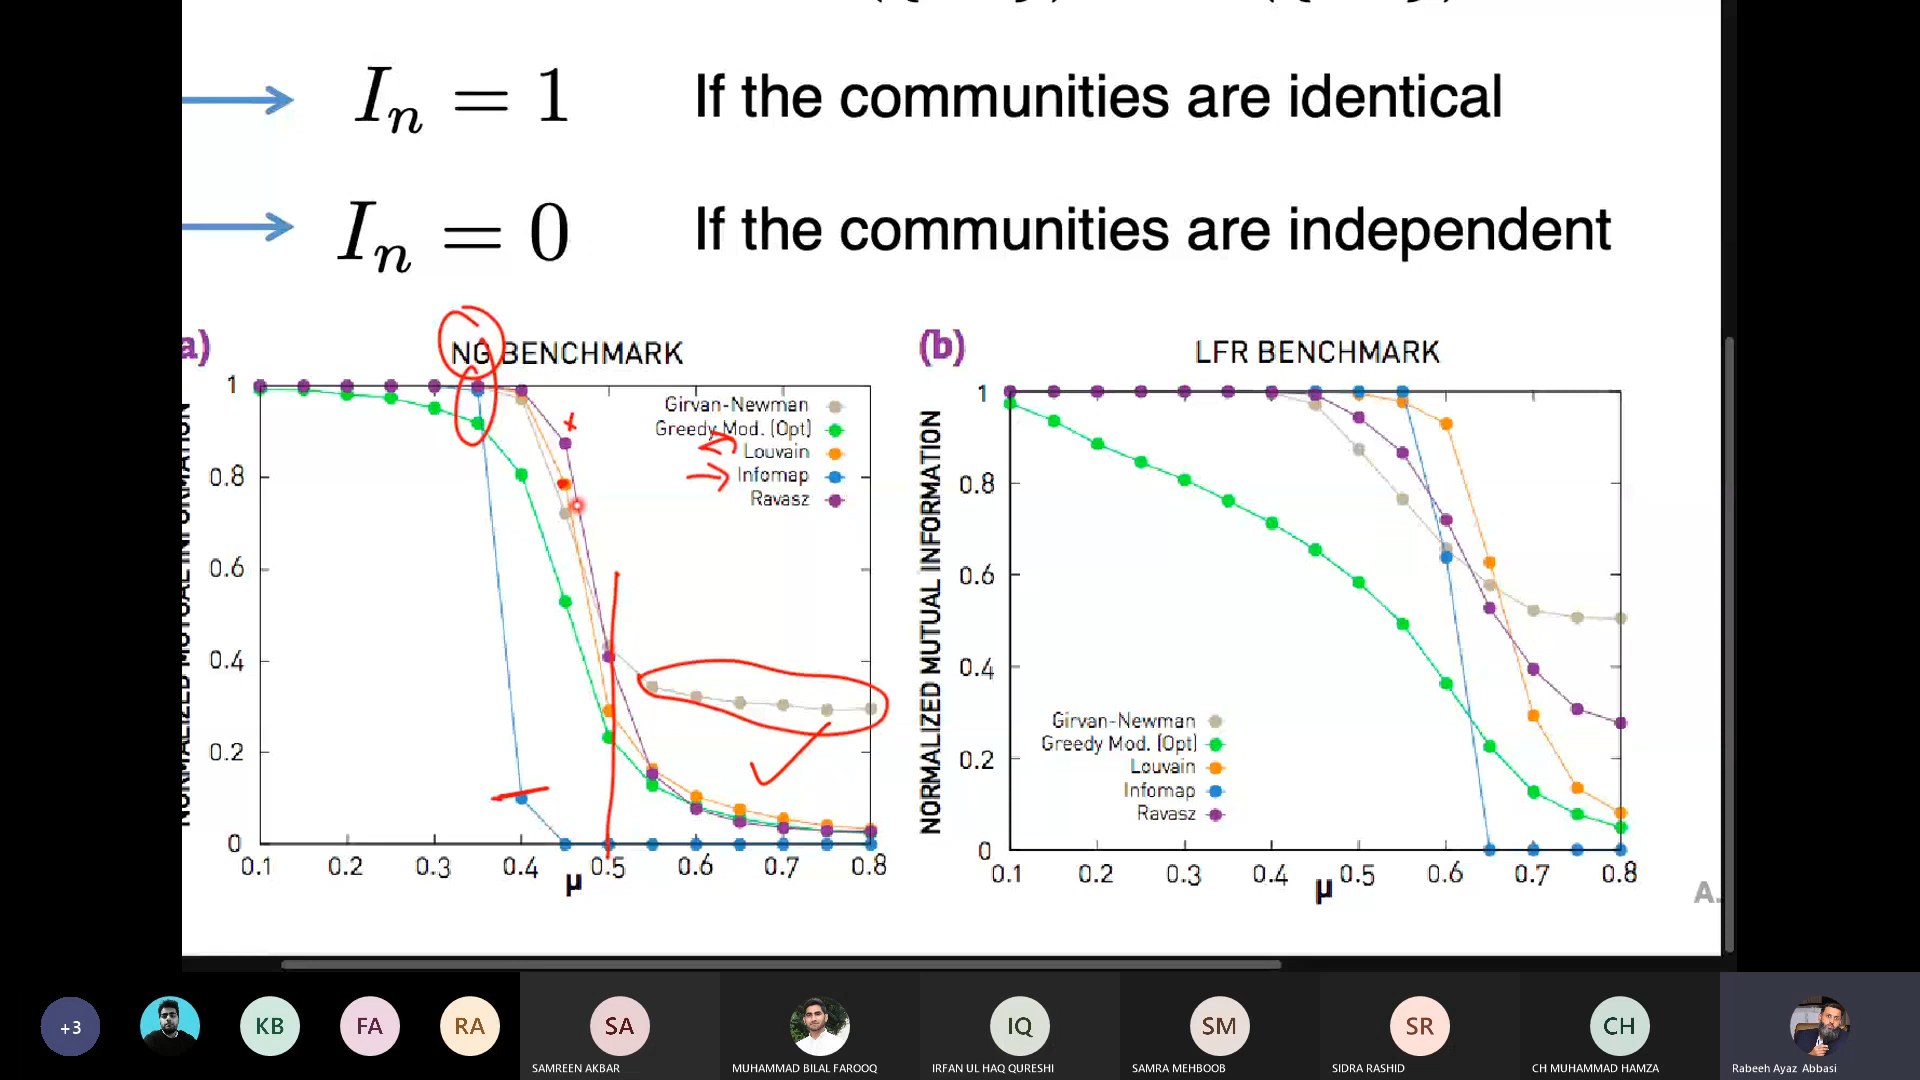 Iₙ = 1 If the communities are identical
Iₙ = 0 If the communities are independent
a)
NG BENCHMARK
NORMALIZED MUTUAL INFORMATION
1
0.8
0.6
0.4
0.2
0
0.1 0.2 0.3 0.4 0.5 0.6 0.7 0.8
μ
Girvan-Newman
Greedy Mod. (Opt)
Louvain
Infomap
Ravasz
(b)
LFR BENCHMARK
NORMALIZED MUTUAL INFORMATION
1
0.8
0.6
0.4
0.2
0
0.1 0.2 0.3 0.4 0.5 0.6 0.7 0.8
μ
Girvan-Newman
Greedy Mod. (Opt)
Louvain
Infomap
Ravasz
A.
+3
KB
FA
RA
SA
SAMREEN AKBAR
MUHAMMAD BILAL FAROOQ
IQ
IRFAN UL HAQ QURESHI
SM
SAMRA MEHBOOB
SR
SIDRA RASHID
CH
CH MUHAMMAD HAMZA
Rabeeh Ayaz Abbasi